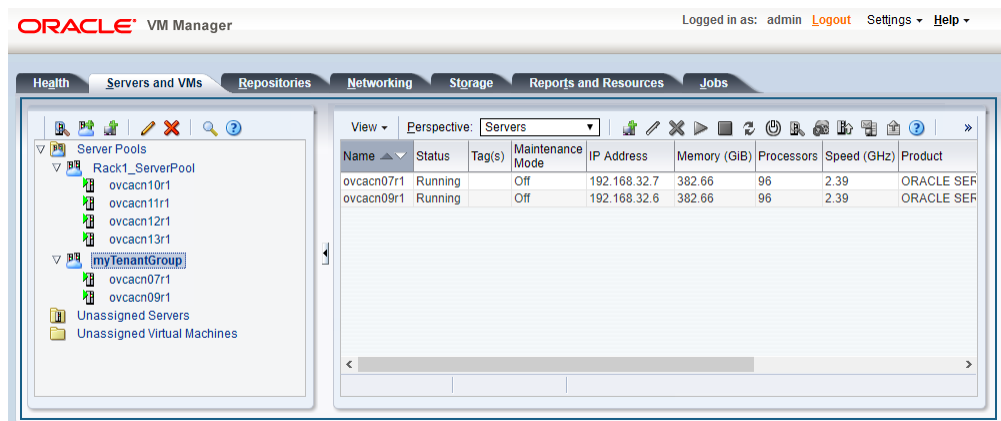 ORACLE VM Manager
Logged in as: admin Logout Settings Help
Health Servers and VMs Repositories Networking Storage Reports and Resources Jobs
Server Pools
Rack1_ServerPool
ovcacn10r1
ovcacn11r1
ovcacn12r1
ovcacn13r1
myTenantGroup
ovcacn07r1
ovcacn09r1
Unassigned Servers
Unassigned Virtual Machines
View Perspective: Servers
Name Status Tag(s) Maintenance Mode IP Address Memory (GiB) Processors Speed (GHz) Product
ovcacn07r1 Running Off 192.168.32.7 382.66 96 2.39 ORACLE SER
ovcacn09r1 Running Off 192.168.32.6 382.66 96 2.39 ORACLE SER